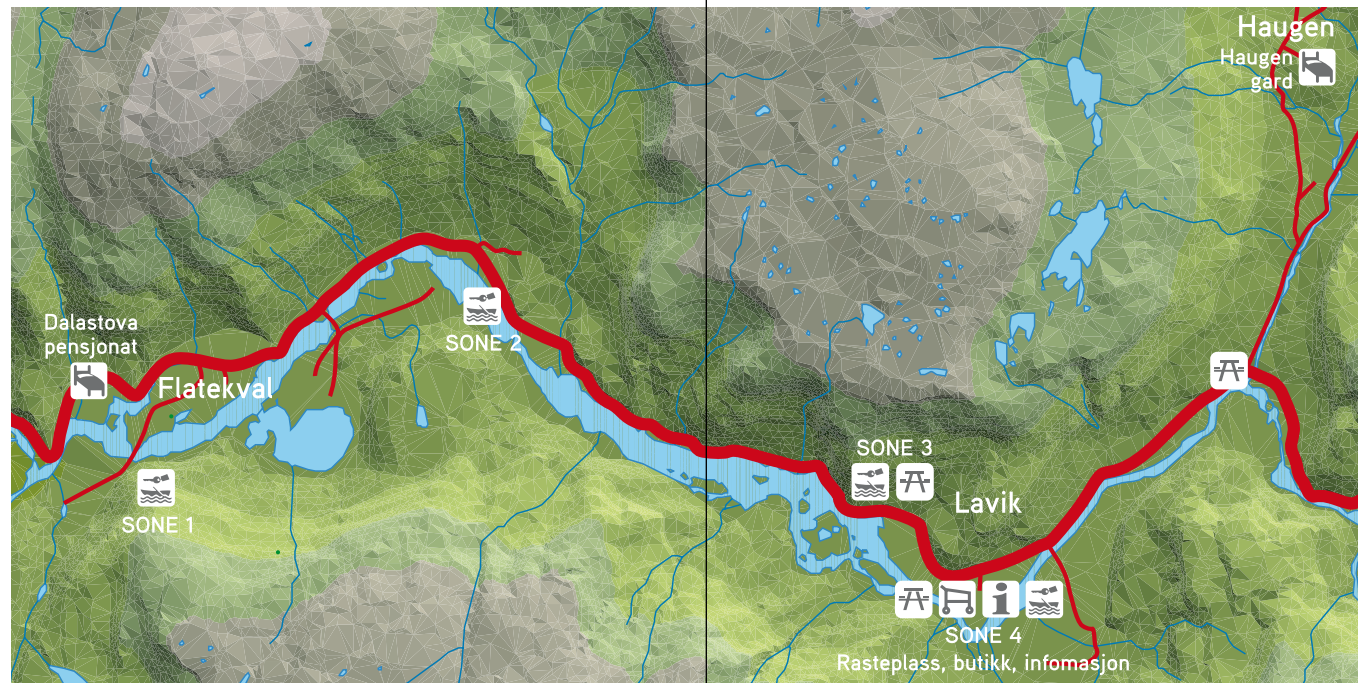 Haugen
Haugen
gard
Dalastova
pensjonat
Flatekval
SONE 2
SONE 1
SONE 3
Lavik
SONE 4
Rasteplass, butikk, infomasjon